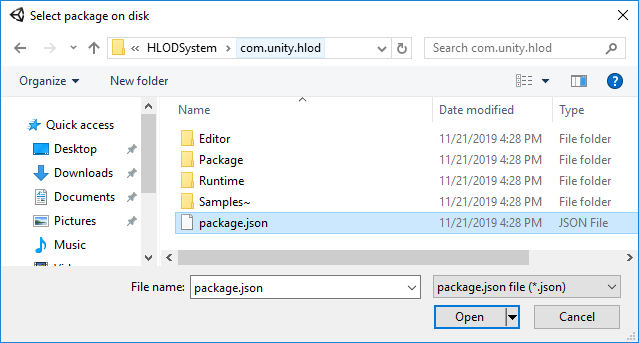 Select package on disk
« HLODSystem > com.unity.hlod
Search com.unity.hlod
Organize New folder
Name Date modified Type
Quick access
Desktop
Downloads
Documents
Pictures
Music
Editor 11/21/2019 4:28 PM File folder
Package 11/21/2019 4:28 PM File folder
Runtime 11/21/2019 4:28 PM File folder
Samples~ 11/21/2019 4:28 PM File folder
package.json 11/21/2019 4:28 PM JSON File
File name: package.json package.json file (*.json)
Open Cancel